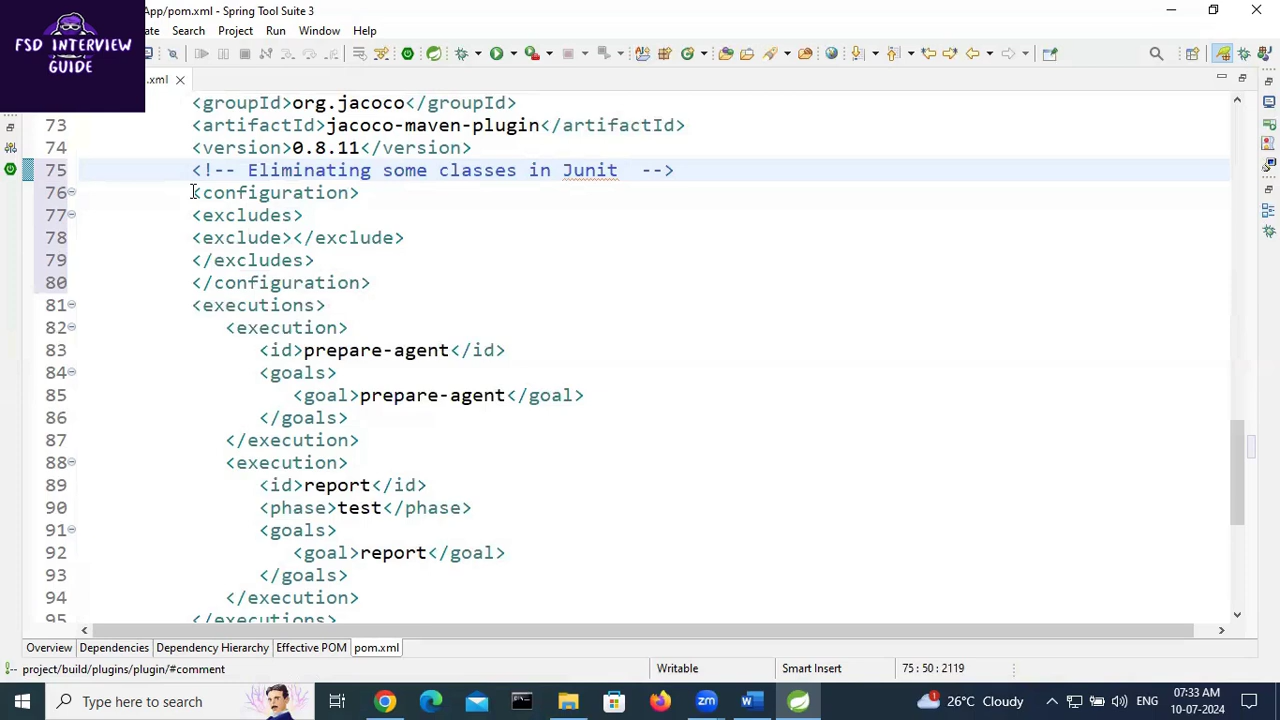 App/pom.xml - Spring Tool Suite 3
FSD INTERVIEW
GUIDE
ate Search Project Run Window Help
.xml
<groupId>org.jacoco</groupId>
73 <artifactId>jacoco-maven-plugin</artifactId>
74 <version>0.8.11</version>
75 <!-- Eliminating some classes in Junit  -->
76 <configuration>
77 <excludes>
78 <exclude></exclude>
79 </excludes>
80 </configuration>
81 <executions>
82 <execution>
83 <id>prepare-agent</id>
84 <goals>
85 <goal>prepare-agent</goal>
86 </goals>
87 </execution>
88 <execution>
89 <id>report</id>
90 <phase>test</phase>
91 <goals>
92 <goal>report</goal>
93 </goals>
94 </execution>
95 </executions>
Overview Dependencies Dependency Hierarchy Effective POM pom.xml
project/build/plugins/plugin/#comment Writable Smart Insert 75 : 50 : 2119
Type here to search 1 26°C Cloudy ENG 07:33 AM 10-07-2024